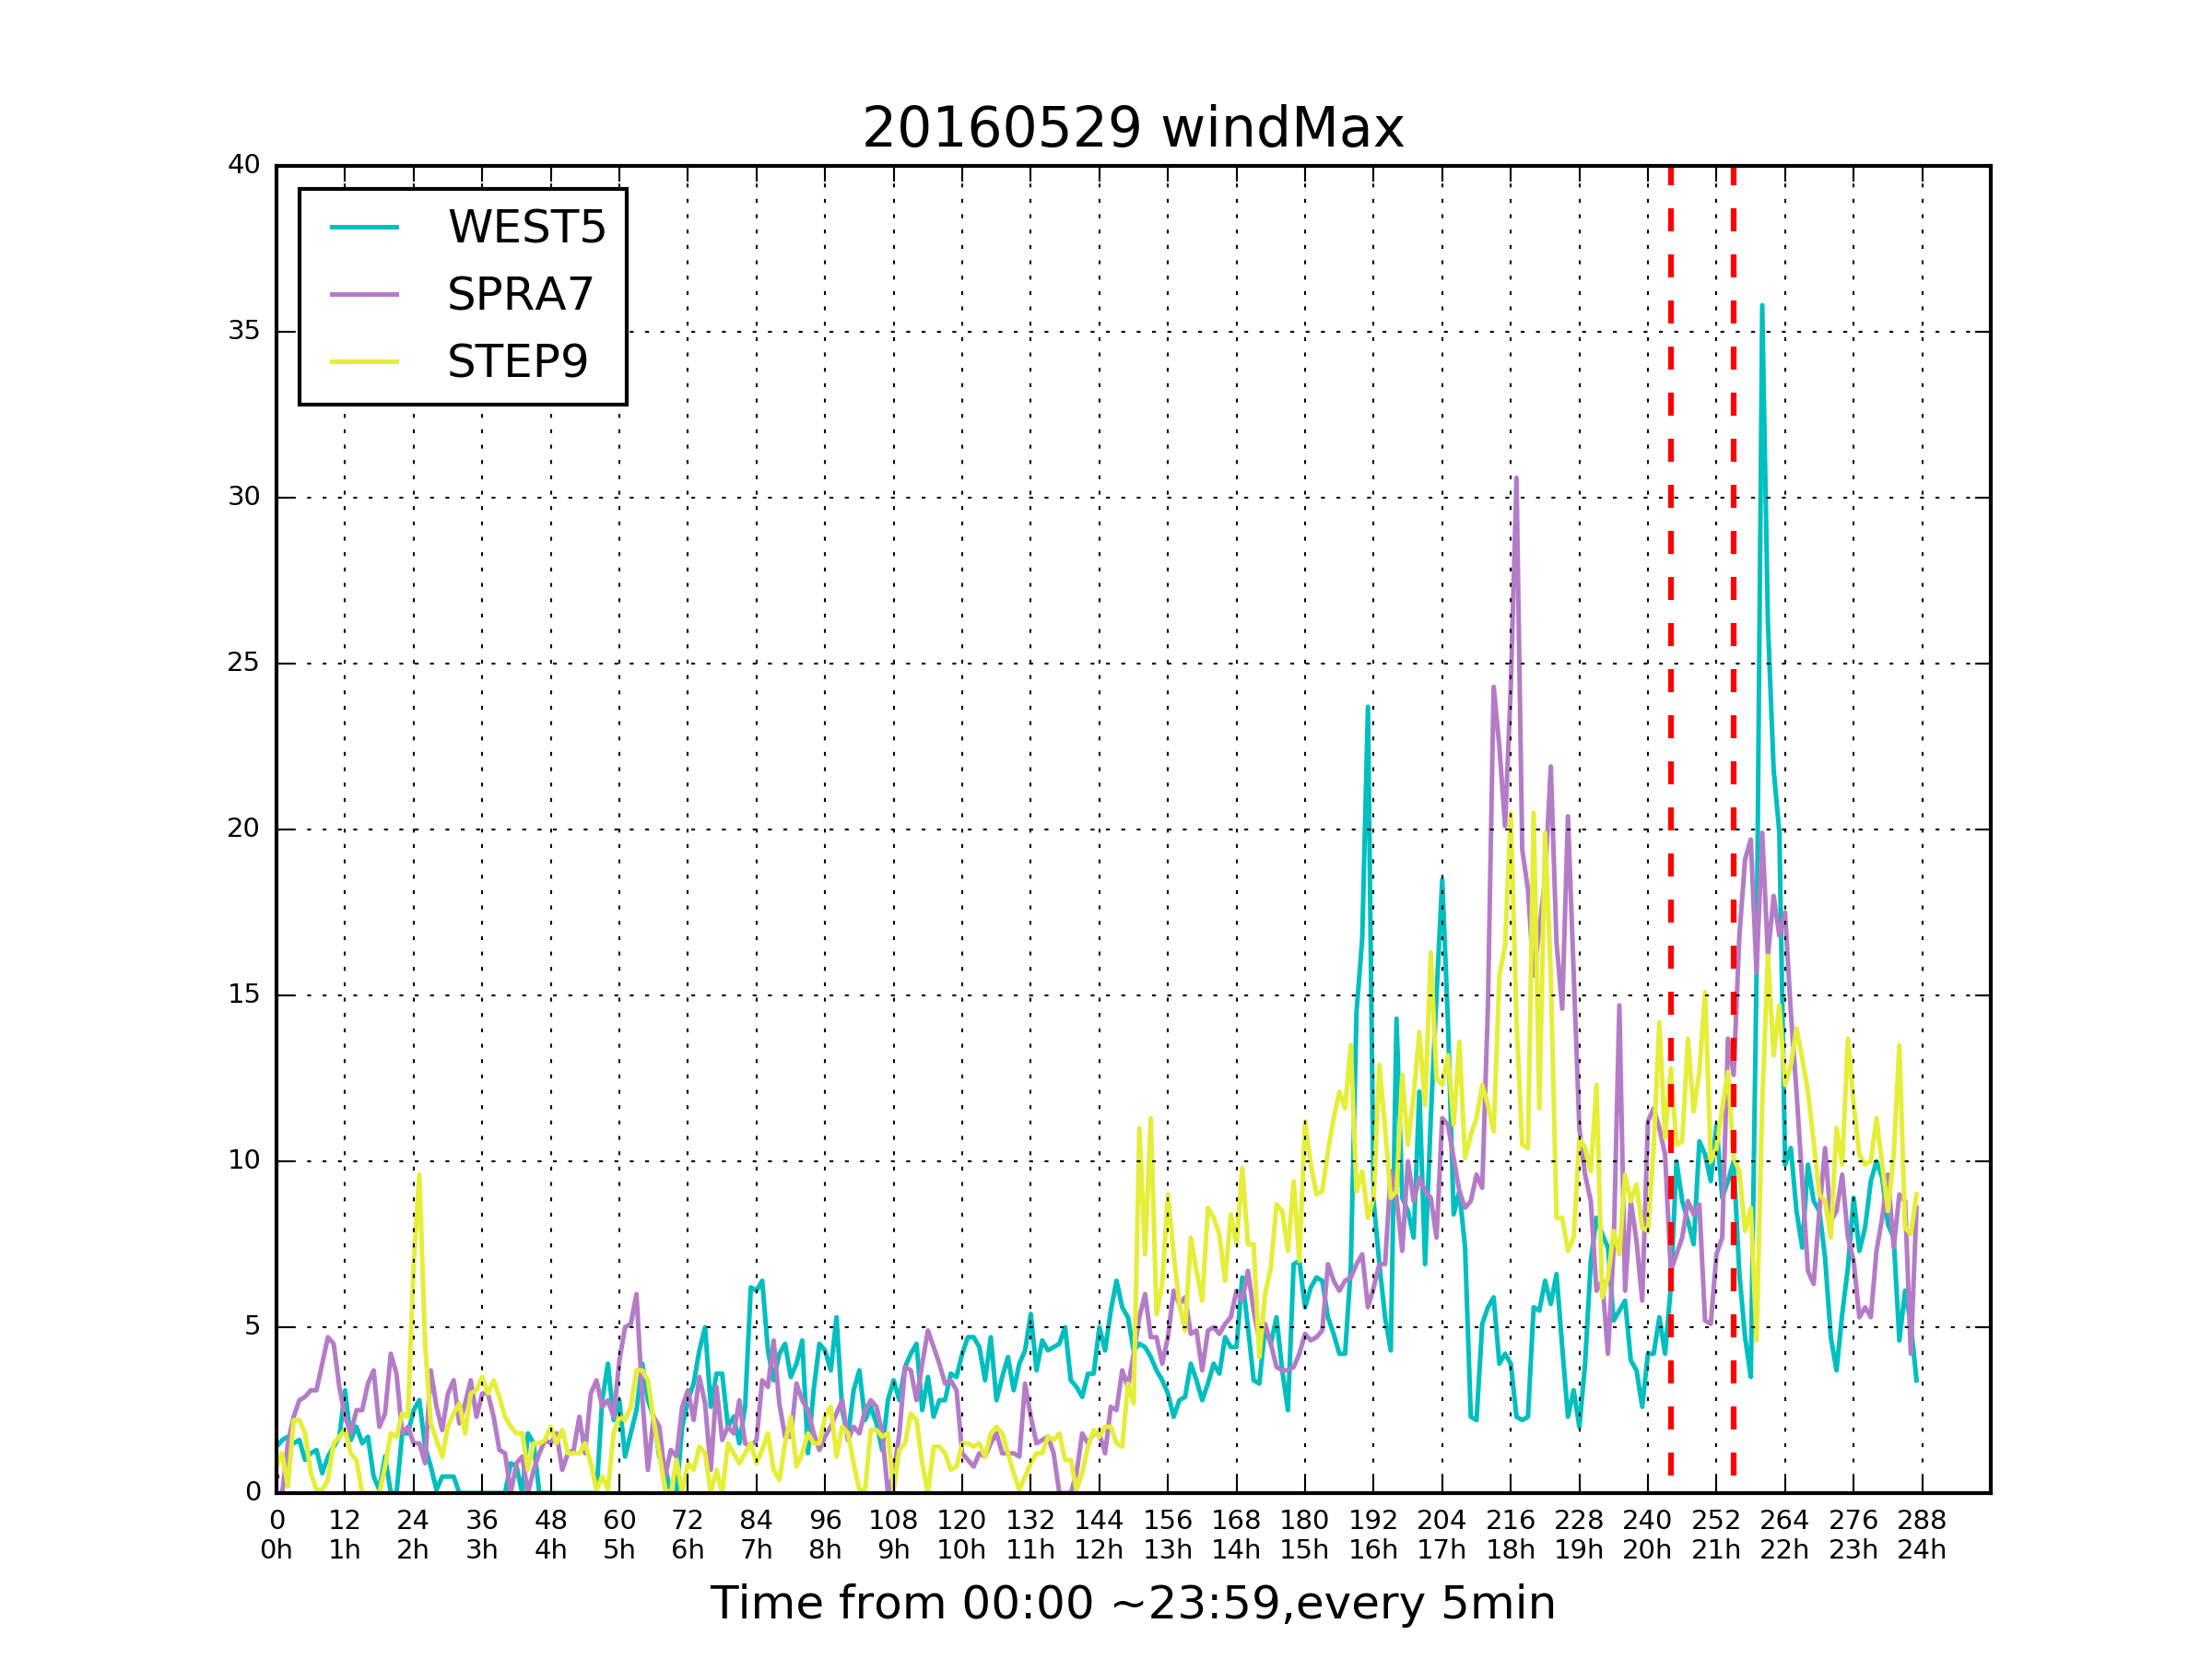 20160529 windMax
40
35
30
25
20
15
10
5
0
WEST5
SPRA7
STEP9
0 12 24 36 48 60 72 84 96 108 120 132 144 156 168 180 192 204 216 228 240 252 264 276 288
0h 1h 2h 3h 4h 5h 6h 7h 8h 9h 10h 11h 12h 13h 14h 15h 16h 17h 18h 19h 20h 21h 22h 23h 24h
Time from 00:00 ~23:59,every 5min